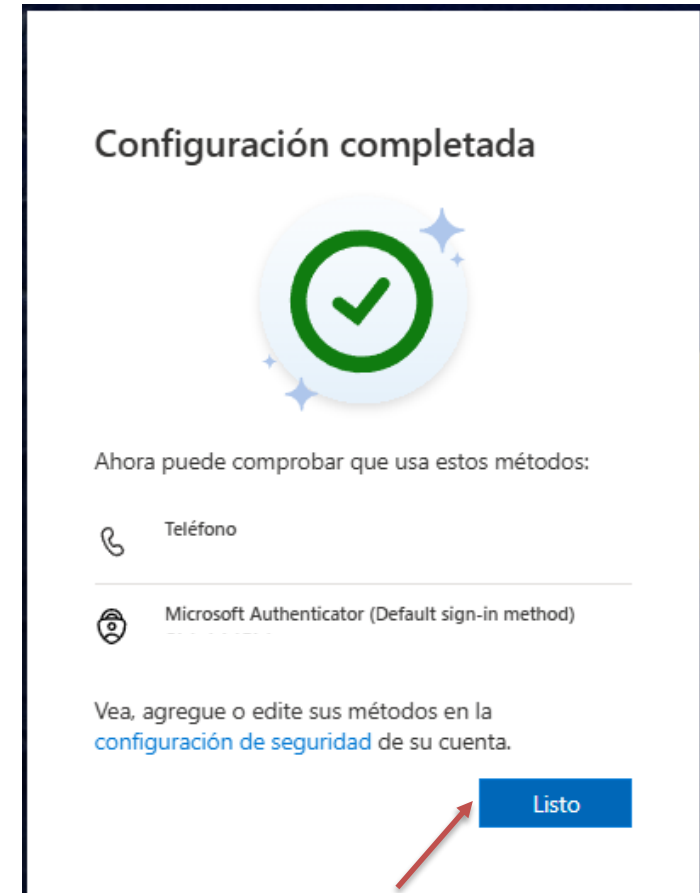 Configuración completada
Ahora puede comprobar que usa estos métodos:
Teléfono
Microsoft Authenticator (Default sign-in method)
Vea, agregue o edite sus métodos en la
configuración de seguridad de su cuenta.
Listo